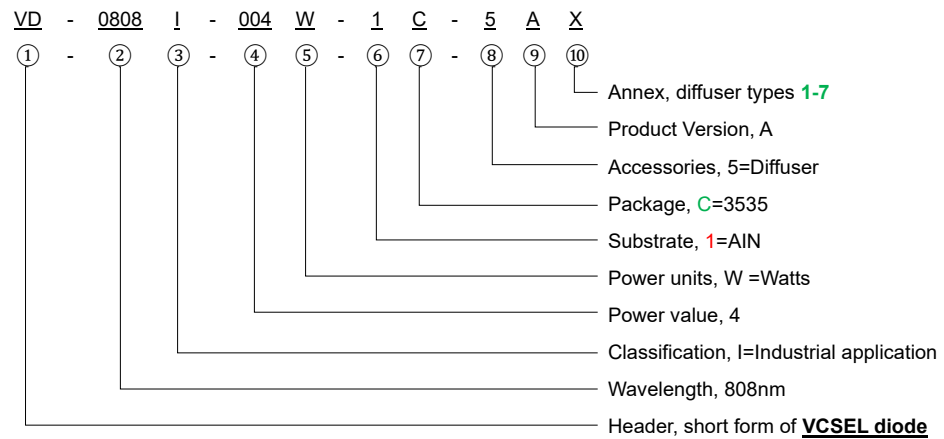 VD - 0808 I - 004 W - 1 C - 5 A X
① - ② ③ - ④ ⑤ - ⑥ ⑦ - ⑧ ⑨ ⑩
Annex, diffuser types 1-7
Product Version, A
Accessories, 5=Diffuser
Package, C=3535
Substrate, 1=AlN
Power units, W =Watts
Power value, 4
Classification, I=Industrial application
Wavelength, 808nm
Header, short form of VCSEL diode